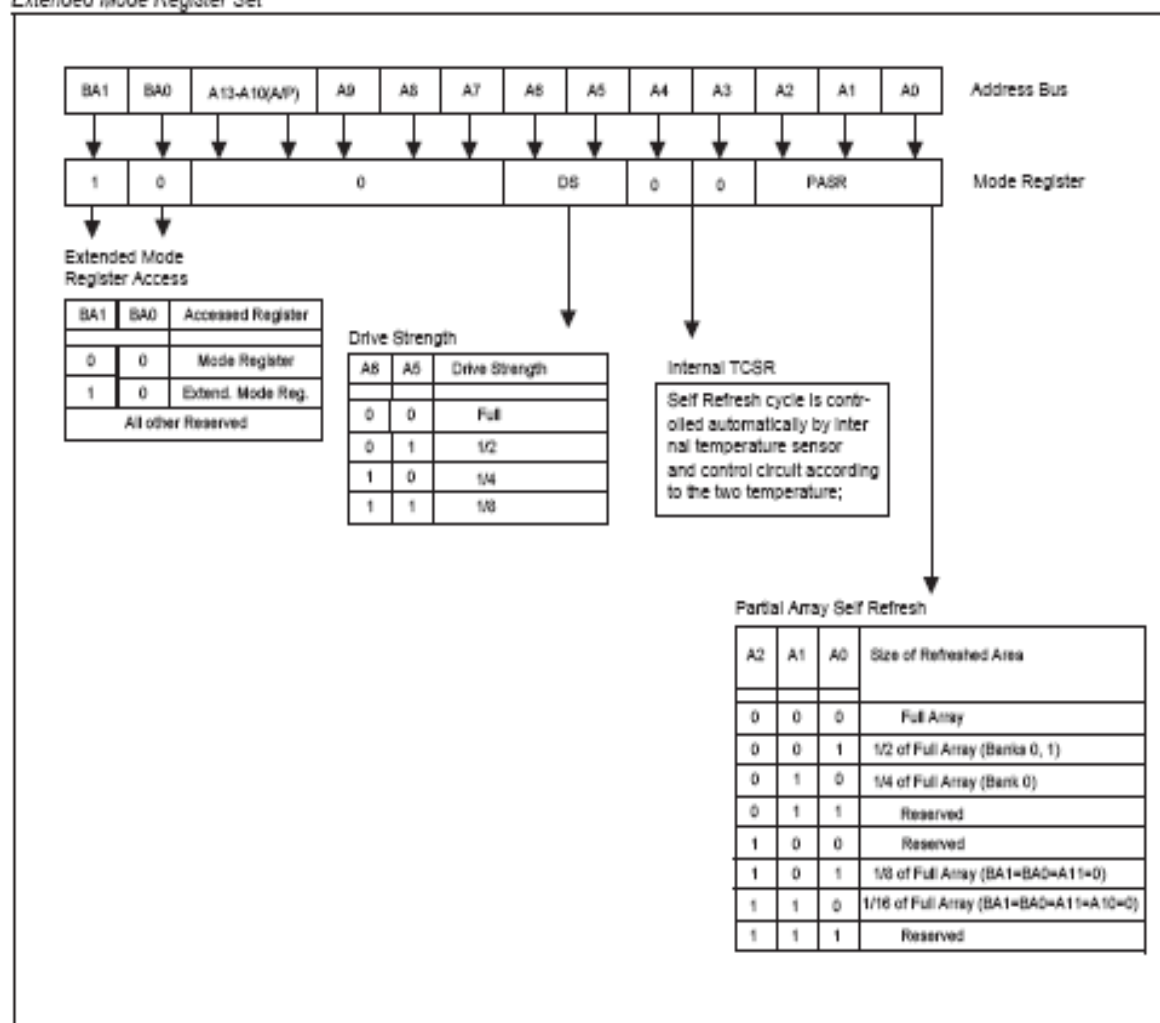 Extended Mode Register Set
BA1 BA0 A13-A10(A/P) A9 A8 A7 A6 A5 A4 A3 A2 A1 A0 Address Bus
1 0 0 DS 0 0 PASR Mode Register
Extended Mode
Register Access
BA1 BA0 Accessed Register
0 0 Mode Register
1 0 Extend. Mode Reg.
All other Reserved
Drive Strength
A6 A5 Drive Strength
0 0 Full
0 1 1/2
1 0 1/4
1 1 1/8
Internal TCSR
Self Refresh cycle is contr-
olled automatically by inter
nal temperature sensor
and control circuit according
to the two temperature;
Partial Array Self Refresh
A2 A1 A0 Size of Refreshed Area
0 0 0 Full Array
0 0 1 1/2 of Full Array (Banks 0, 1)
0 1 0 1/4 of Full Array (Bank 0)
0 1 1 Reserved
1 0 0 Reserved
1 0 1 1/8 of Full Array (BA1=BA0=A11=0)
1 1 0 1/16 of Full Array (BA1=BA0=A11=A10=0)
1 1 1 Reserved